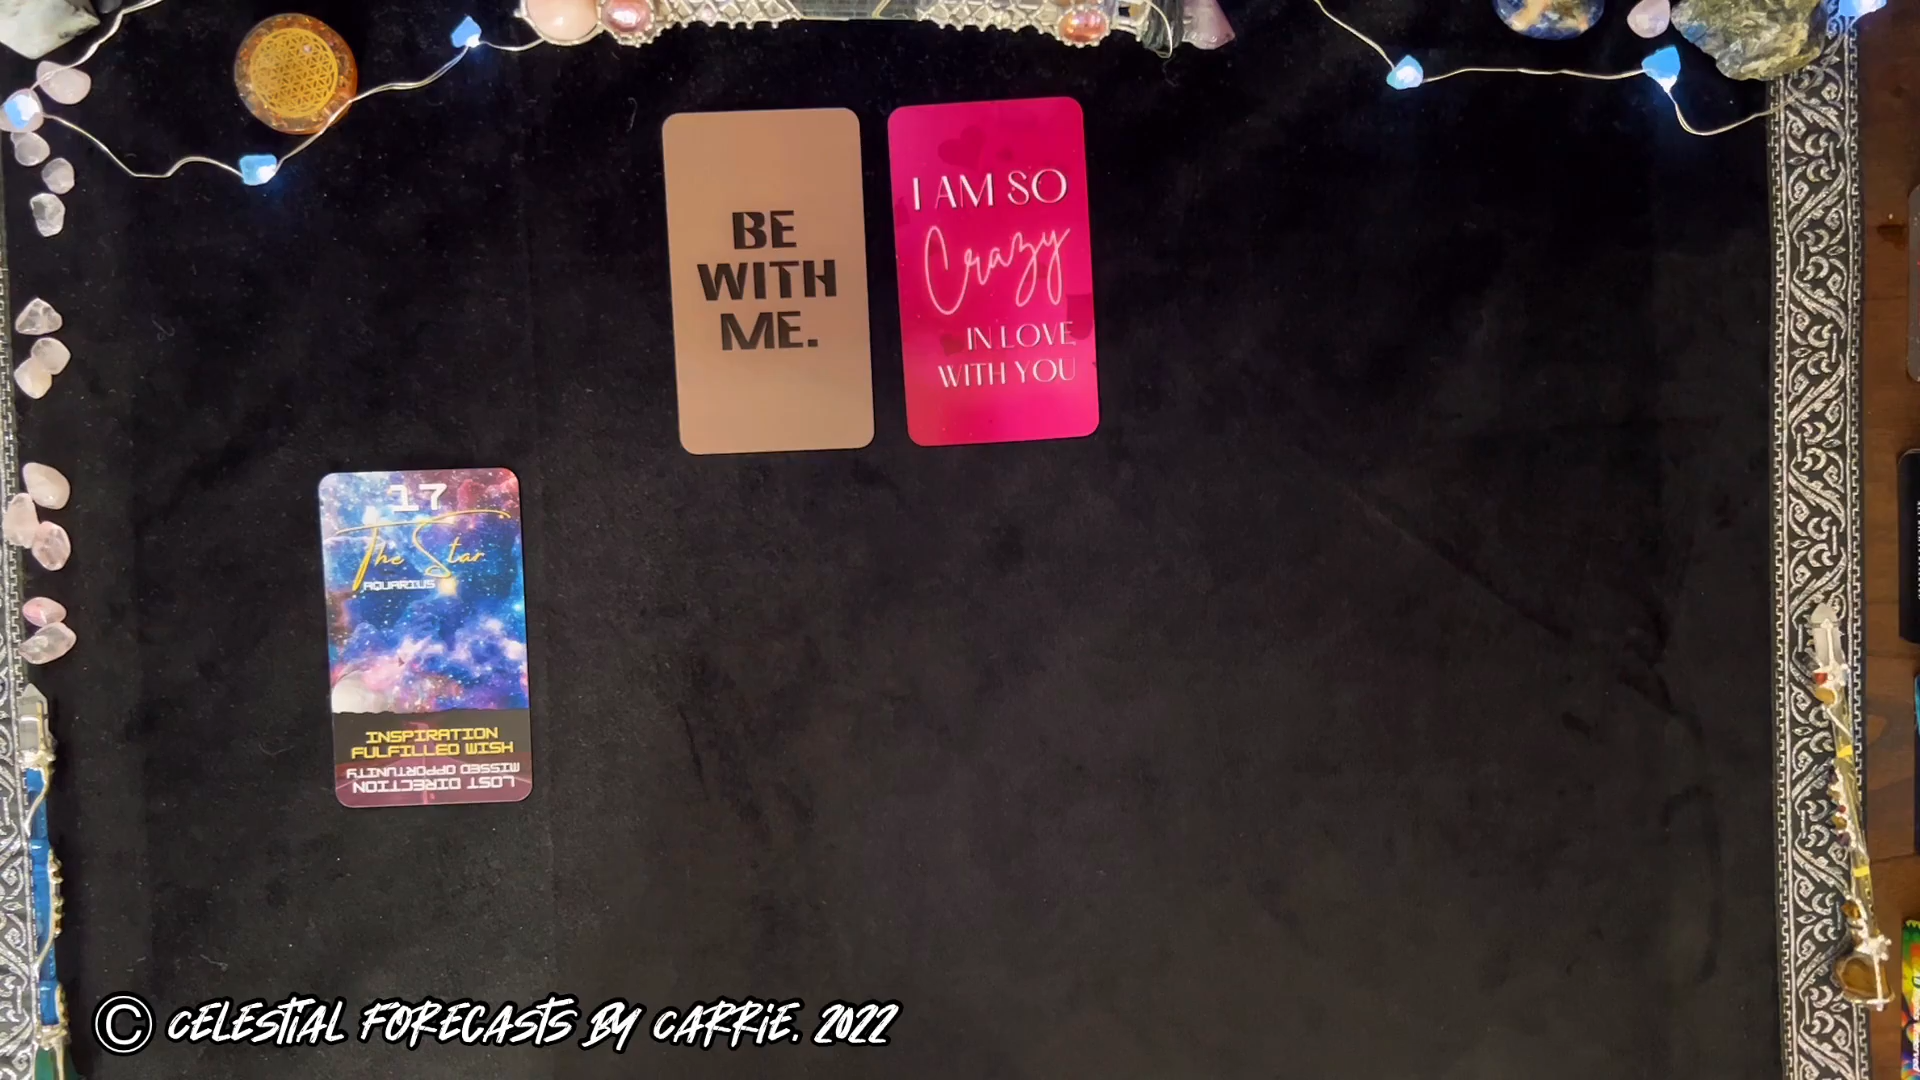 BE
WITH
ME.
I AM SO
Crazy
IN LOVE
WITH YOU
17
The Star
AQUARIUS
INSPIRATION
FULFILLED WISH
MISSED OPPORTUNITY
LOST DIRECTION
© CELESTIAL FORECASTS BY CARRIE. 2022